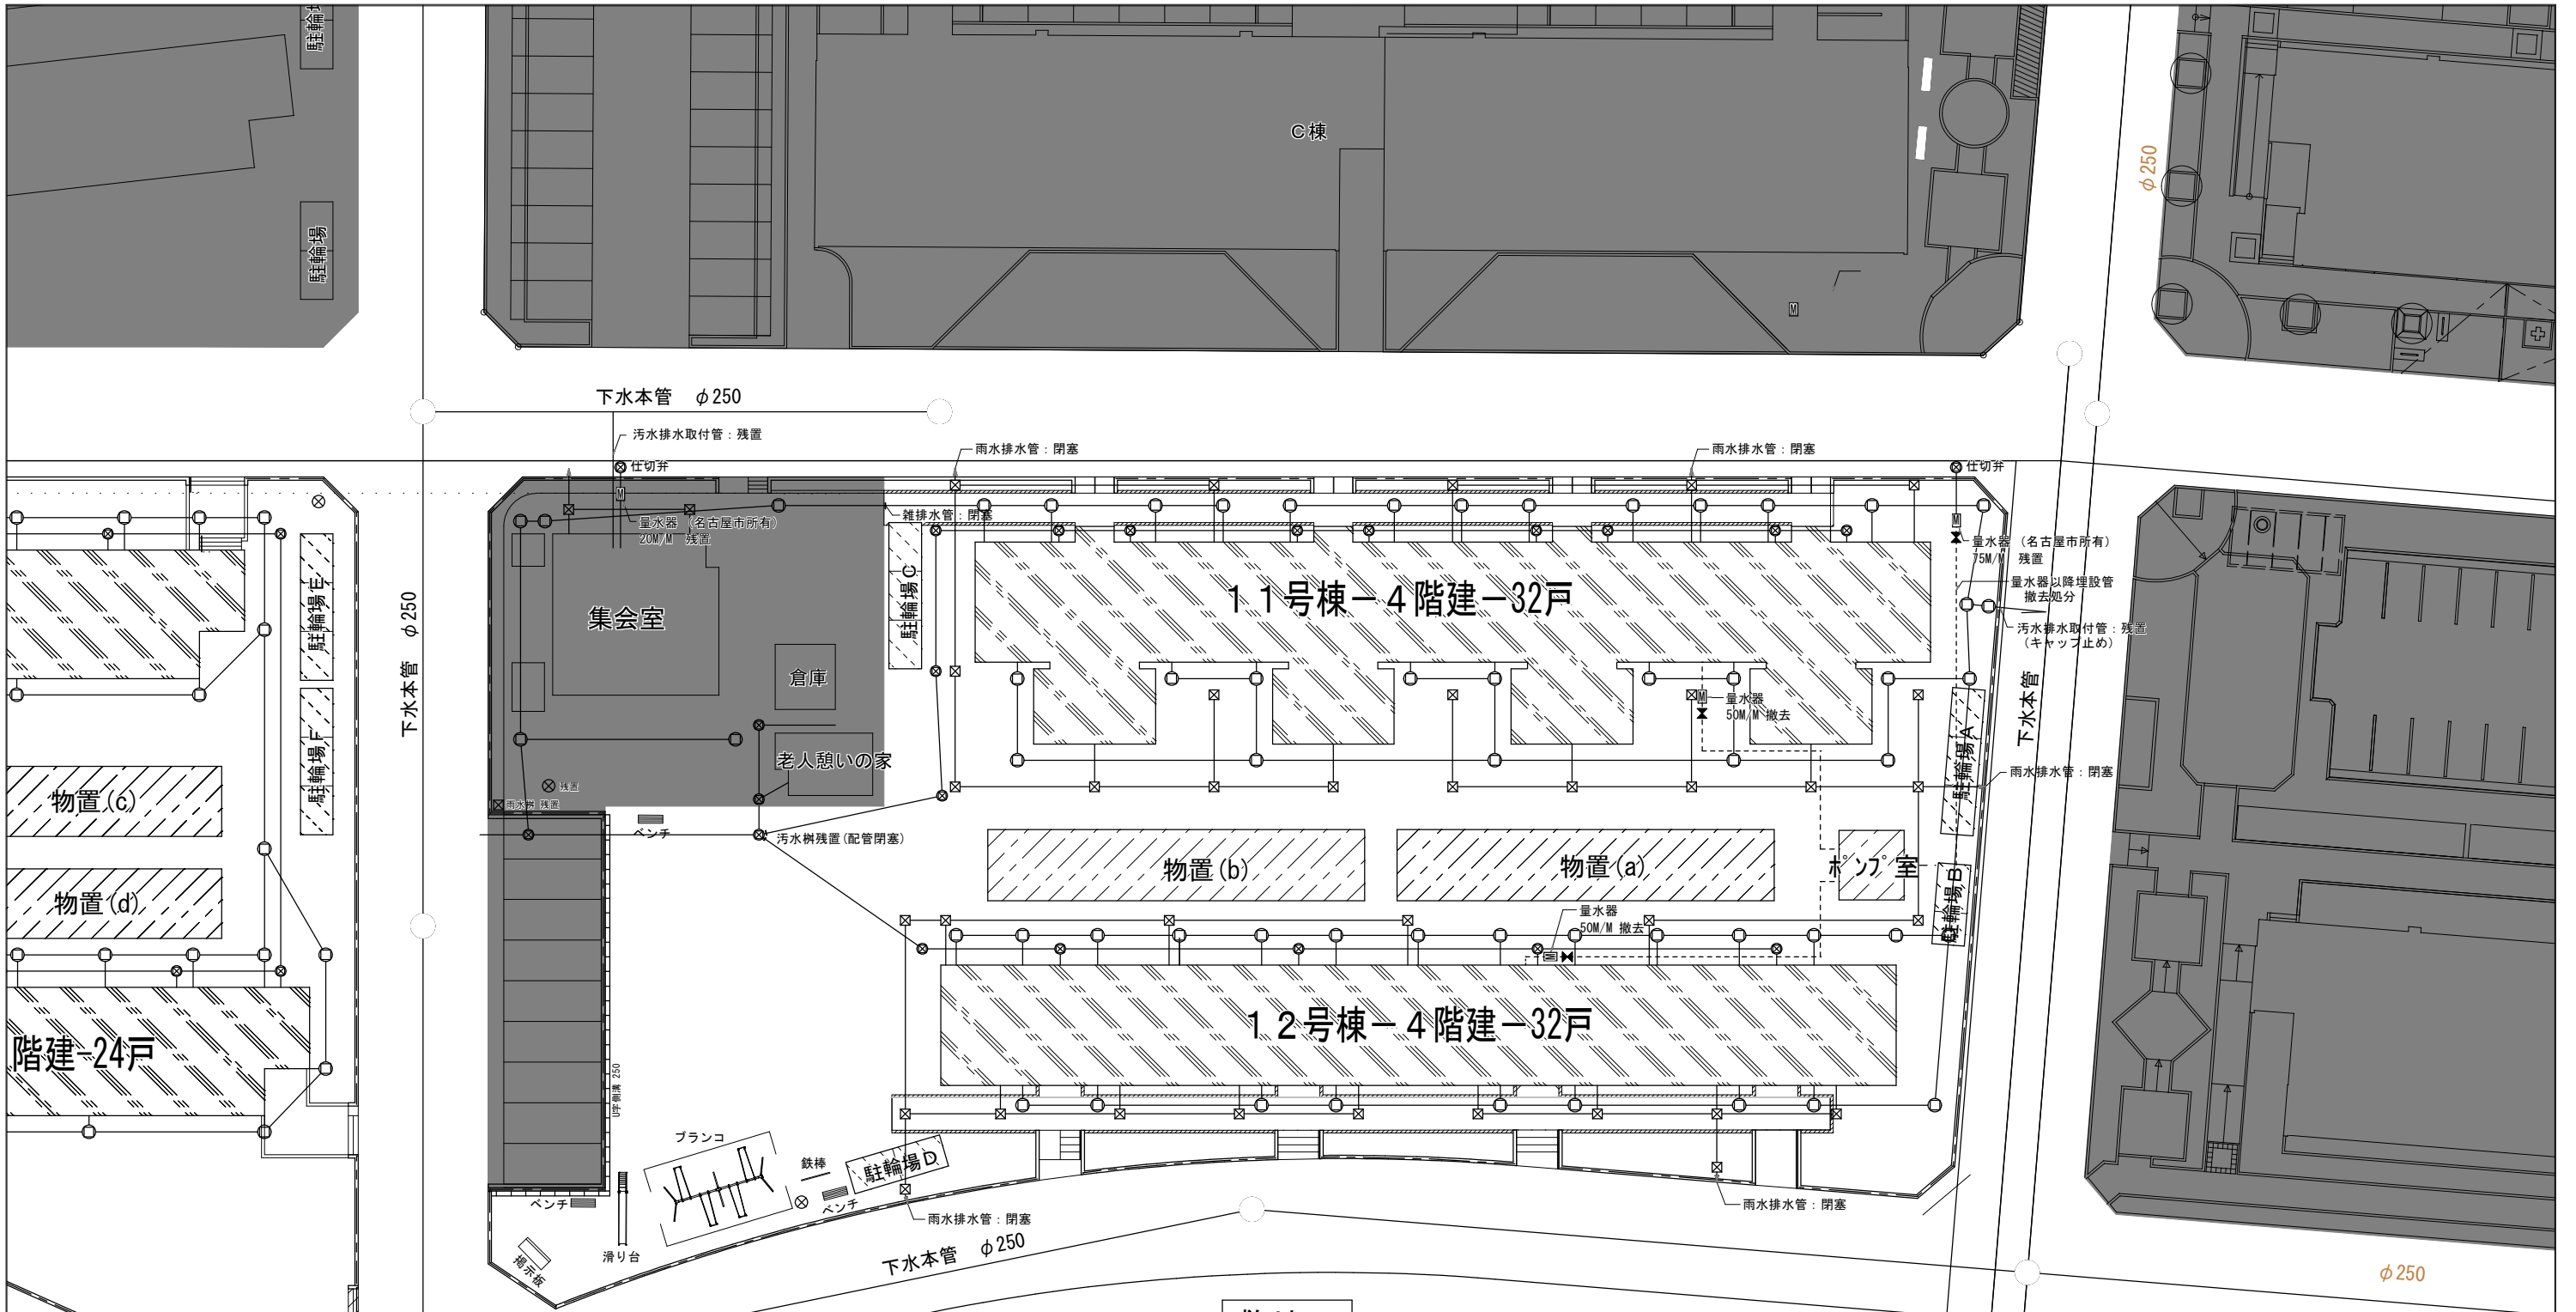 駐輪場
C棟
φ250
下水本管 φ250
汚水排水取付管：残置
仕切弁
雨水排水管：閉塞
雨水排水管：閉塞
仕切弁
量水器 (名古屋市所有)
20M/M 残置
雑排水管：閉塞
量水器 (名古屋市所有)
75M/M 残置
量水器以降埋設管
撤去処分
汚水排水取付管：残置
(キャップ止め)
駐輪場E
下水本管 φ250
集会室
駐輪場C
11号棟－4階建－32戸
倉庫
量水器
50M/M 撤去
下水本管
駐輪場F
老人憩いの家
駐輪場A
雨水排水管：閉塞
物置(c)
残置
雨水桝 残置
ベンチ
汚水桝残置(配管閉塞)
物置(b)
物置(a)
ポンプ室
駐輪場B
物置(d)
量水器
50M/M 撤去
12号棟－4階建－32戸
階建-24戸
U字側溝 250
ブランコ
鉄棒
駐輪場D
ベンチ
ベンチ
雨水排水管：閉塞
雨水排水管：閉塞
滑り台
掲示板
下水本管 φ250
φ250